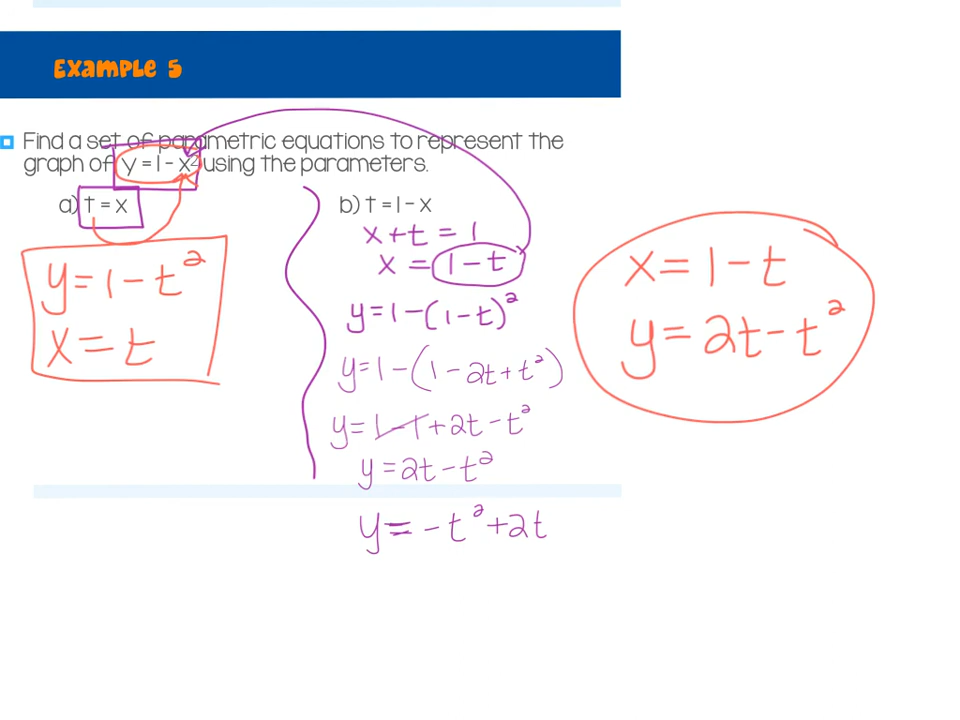 Example 5
Find a set of parametric equations to represent the
graph of y = 1 - x² using the parameters.
a) t = x
y = 1 - t²
x = t
b) t = 1 - x
x + t = 1
x = 1 - t
y = 1 - (1 - t)²
y = 1 - (1 - 2t + t²)
y = 1 - 1 + 2t - t²
y = 2t - t²
y = -t² + 2t
x = 1 - t
y = 2t - t²